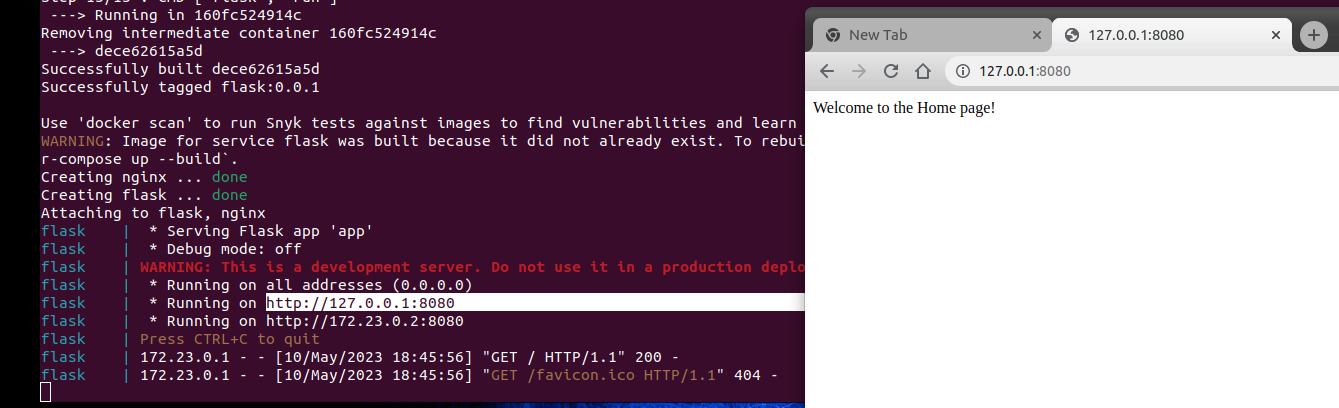 ---> Running in 160fc524914c
Removing intermediate container 160fc524914c
---> dece62615a5d
Successfully built dece62615a5d
Successfully tagged flask:0.0.1
Use 'docker scan' to run Snyk tests against images to find vulnerabilities and learn
WARNING: Image for service flask was built because it did not already exist. To rebui
r-compose up --build`.
Creating nginx ... done
Creating flask ... done
Attaching to flask, nginx
flask | * Serving Flask app 'app'
flask | * Debug mode: off
flask | WARNING: This is a development server. Do not use it in a production deplo
flask | * Running on all addresses (0.0.0.0)
flask | * Running on http://127.0.0.1:8080
flask | * Running on http://172.23.0.2:8080
flask | Press CTRL+C to quit
flask | 172.23.0.1 - - [10/May/2023 18:45:56] "GET / HTTP/1.1" 200 -
flask | 172.23.0.1 - - [10/May/2023 18:45:56] "GET /favicon.ico HTTP/1.1" 404 -
New Tab
127.0.0.1:8080
127.0.0.1:8080
Welcome to the Home page!